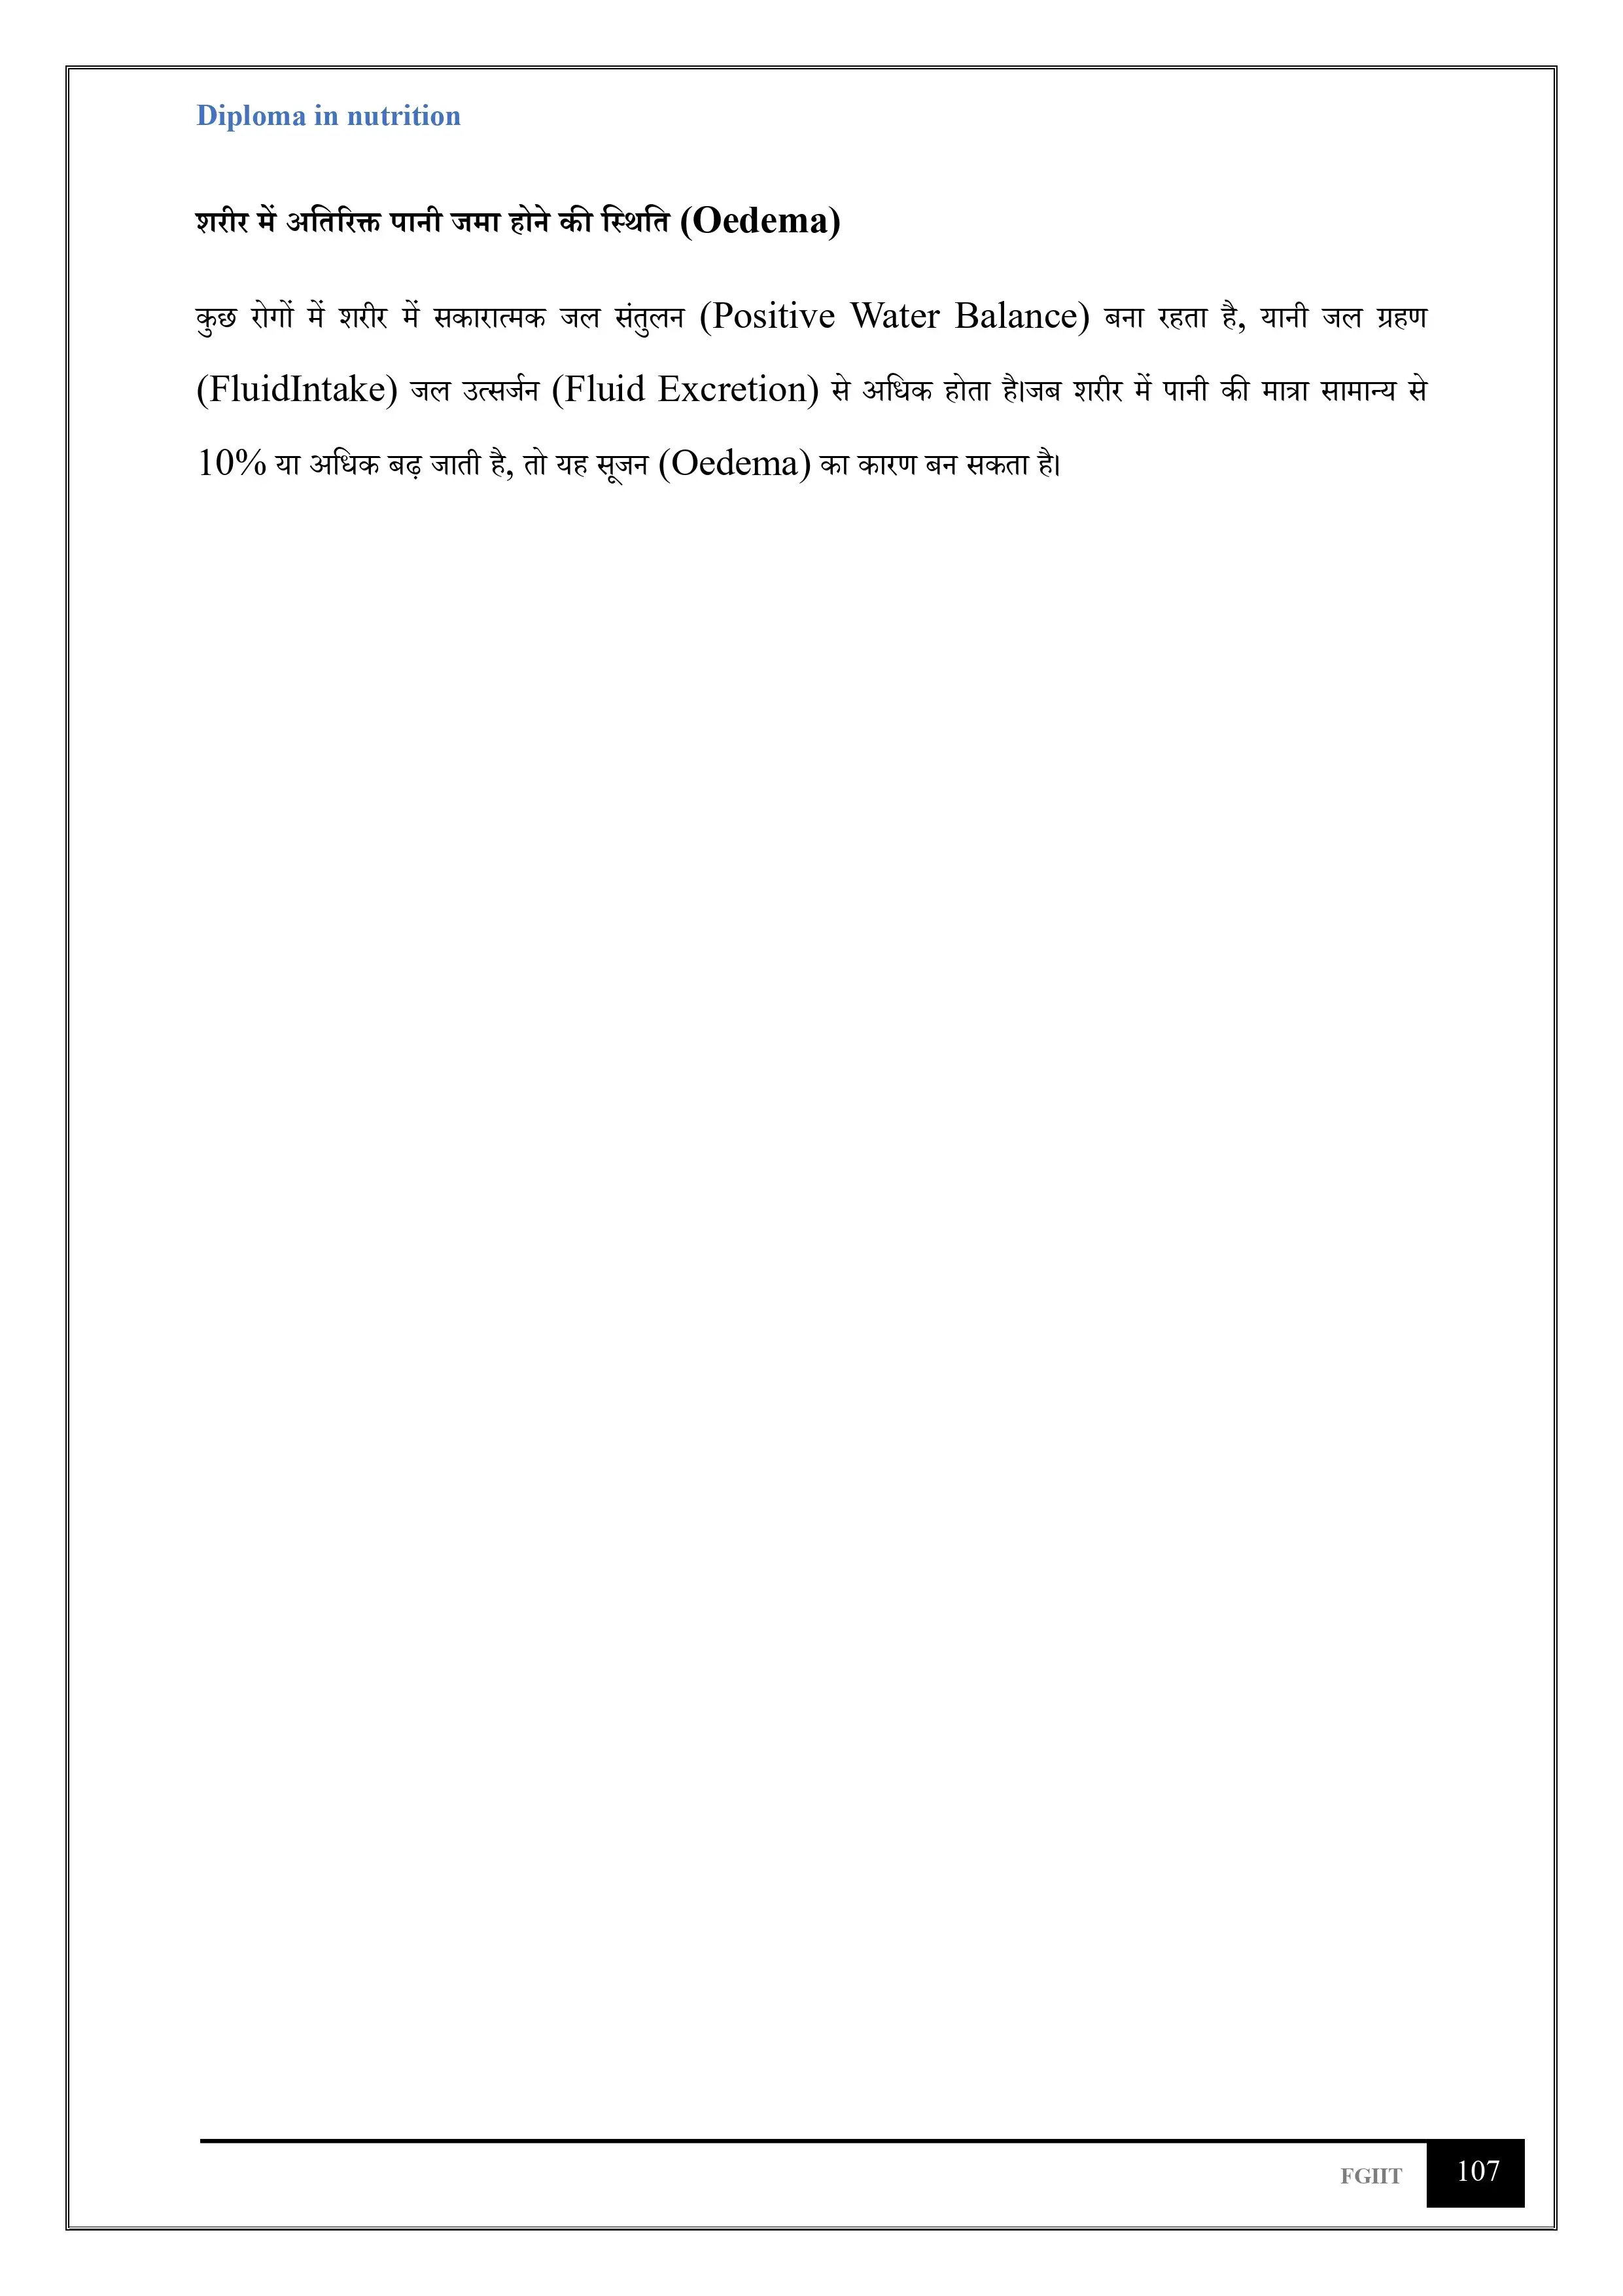 Diploma in nutrition
शरीर में अतिरिक्त पानी जमा होने की स्थिति (Oedema)
कुछ रोगों में शरीर में सकारात्मक जल संतुलन (Positive Water Balance) बना रहता है, यानी जल ग्रहण
(FluidIntake) जल उत्सर्जन (Fluid Excretion) से अधिक होता है।जब शरीर में पानी की मात्रा सामान्य से
10% या अधिक बढ़ जाती है, तो यह सूजन (Oedema) का कारण बन सकता है।
FGIIT 107